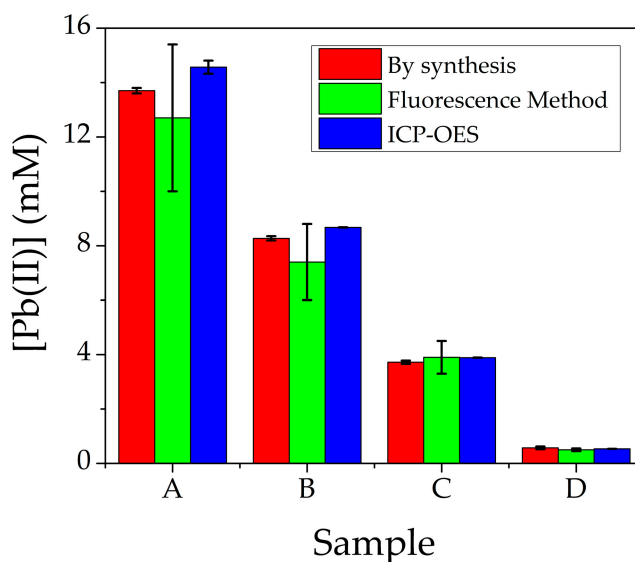 [Pb(II)] (mM)
16
12
8
4
0
By synthesis
Fluorescence Method
ICP-OES
A B C D
Sample